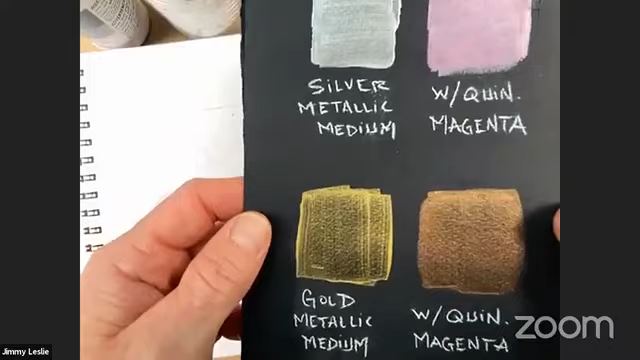 SILVER
METALLIC
MEDIUM
W/QUIN.
MAGENTA
GOLD
METALLIC
MEDIUM
W/QUIN.
MAGENTA
Jimmy Leslie
zoom